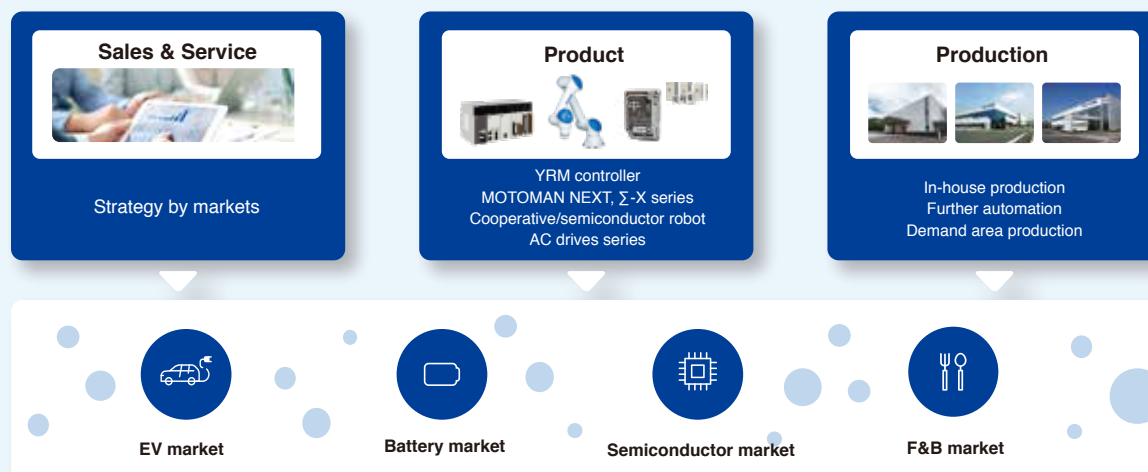 Sales & Service
Strategy by markets
Product
YRM controller
MOTOMAN NEXT, ∑-X series
Cooperative/semiconductor robot
AC drives series
Production
In-house production
Further automation
Demand area production
EV market
Battery market
Semiconductor market
F&B market